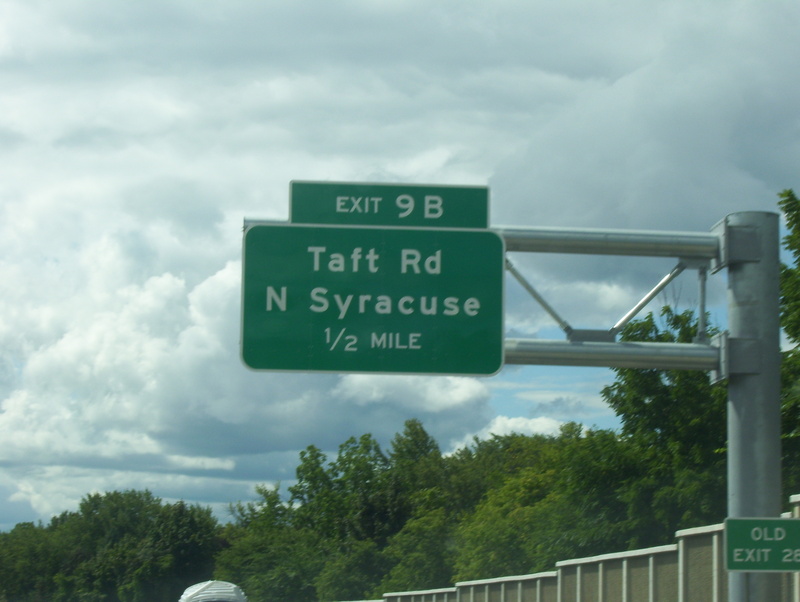 EXIT 9B
Taft Rd
N Syracuse
1/2 MILE
OLD
EXIT 28